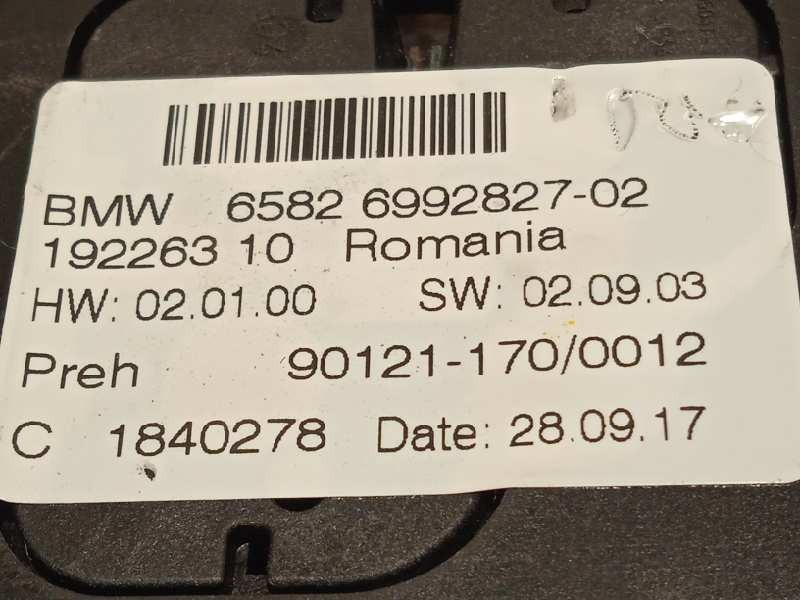 BMW 6582 6992827-02
192263 10 Romania
HW: 02.01.00 SW: 02.09.03
Preh 90121-170/0012
C 1840278 Date: 28.09.17